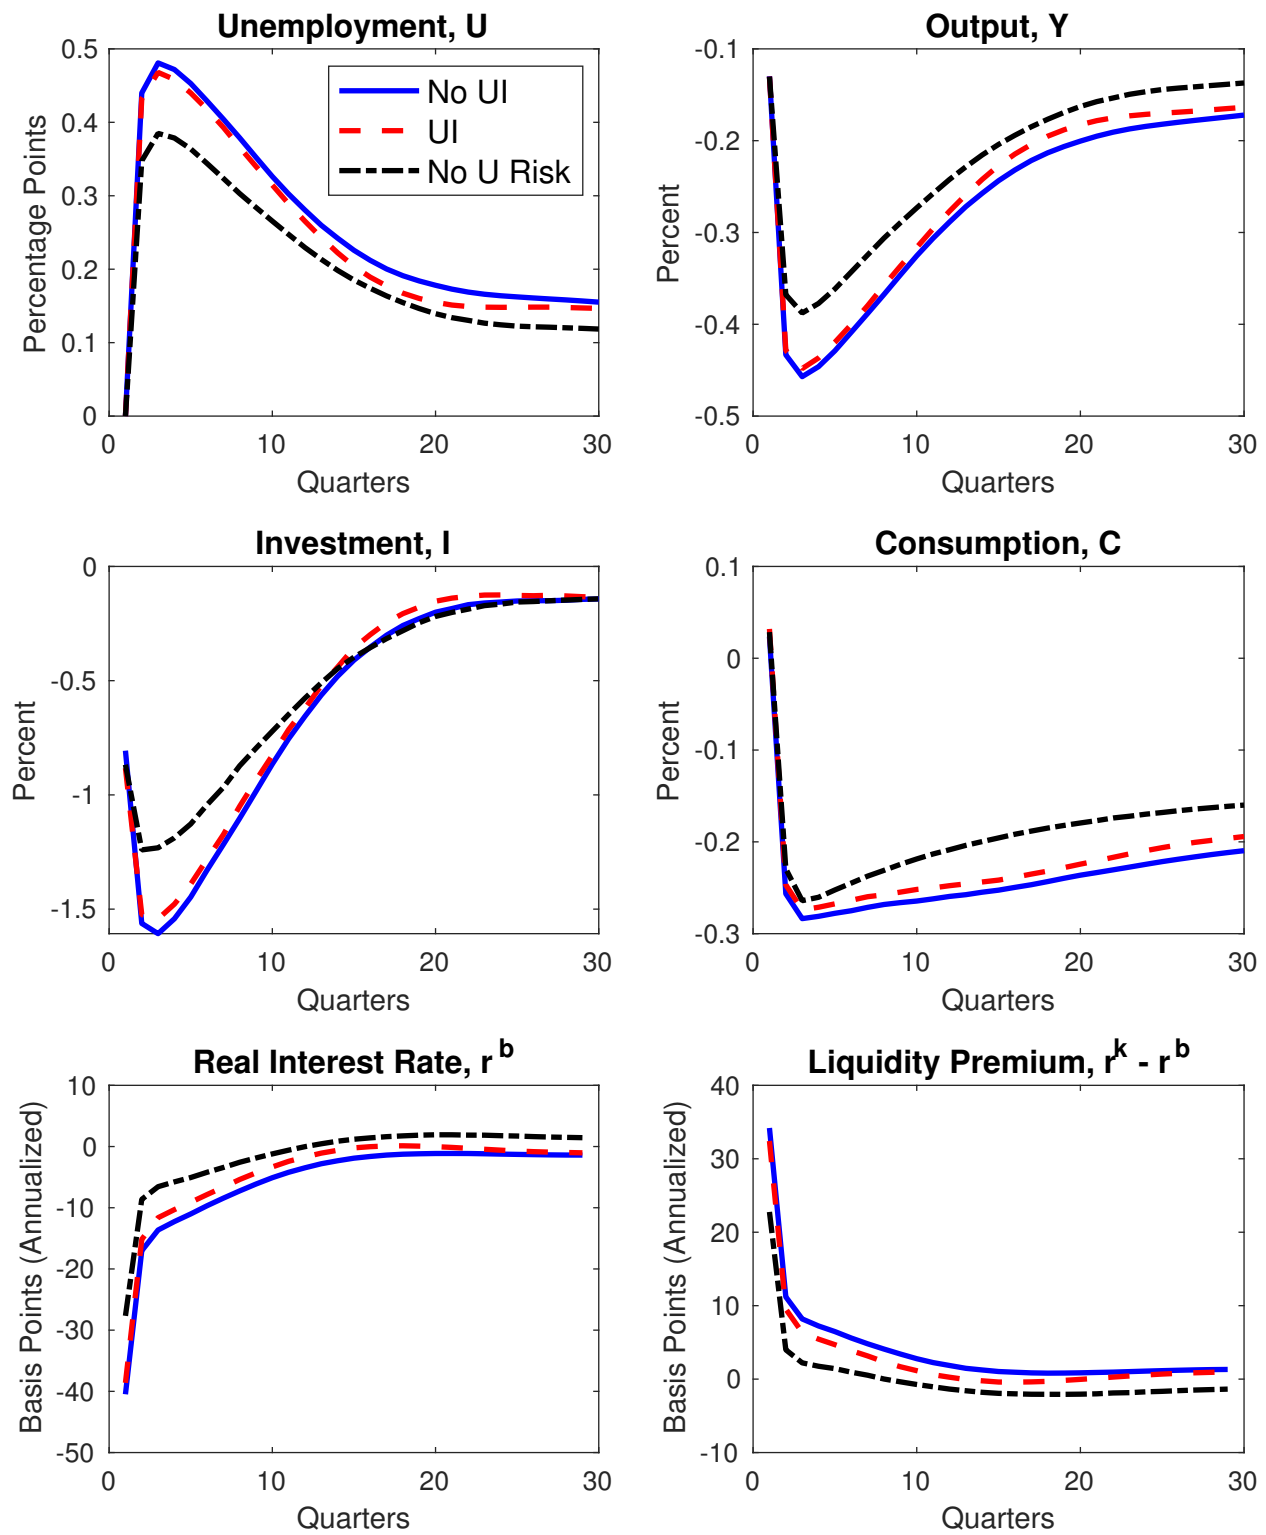 Unemployment, U
Percentage Points
0.5
0.4
0.3
0.2
0.1
0
0
10
20
30
Quarters
No UI
UI
No U Risk
Output, Y
Percent
-0.1
-0.2
-0.3
-0.4
-0.5
0
10
20
30
Quarters
Investment, I
Percent
0
-0.5
-1
-1.5
0
10
20
30
Quarters
Consumption, C
Percent
0.1
0
-0.1
-0.2
-0.3
0
10
20
30
Quarters
Real Interest Rate, r^b
Basis Points (Annualized)
10
0
-10
-20
-30
-40
-50
0
10
20
30
Quarters
Liquidity Premium, r^k - r^b
Basis Points (Annualized)
40
30
20
10
0
-10
0
10
20
30
Quarters